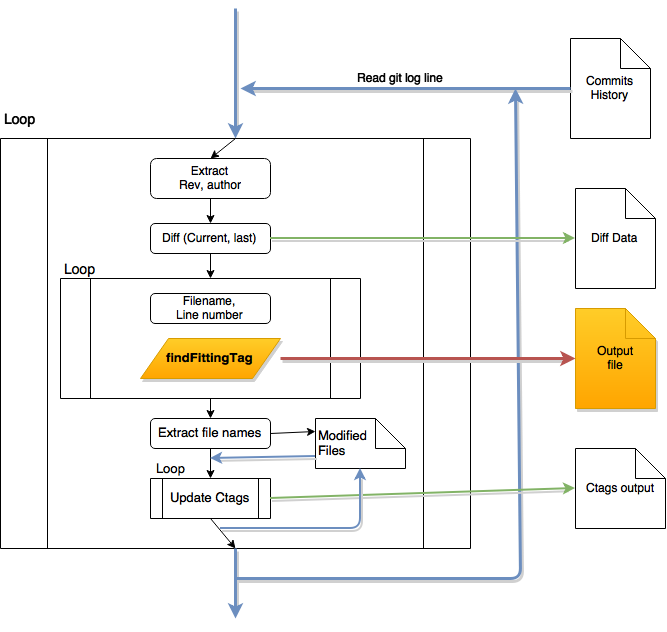 Read git log line
Commits
History
Loop
Extract
Rev, author
Diff (Current, last)
Diff Data
Loop
Filename,
Line number
findFittingTag
Output
file
Extract file names
Modified
Files
Loop
Update Ctags
Ctags output